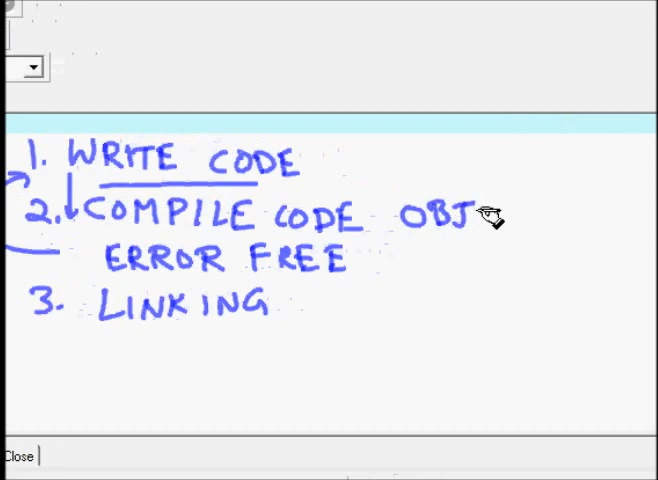 1. WRITE CODE
2. COMPILE CODE OBJ
ERROR FREE
3. LINKING
Close